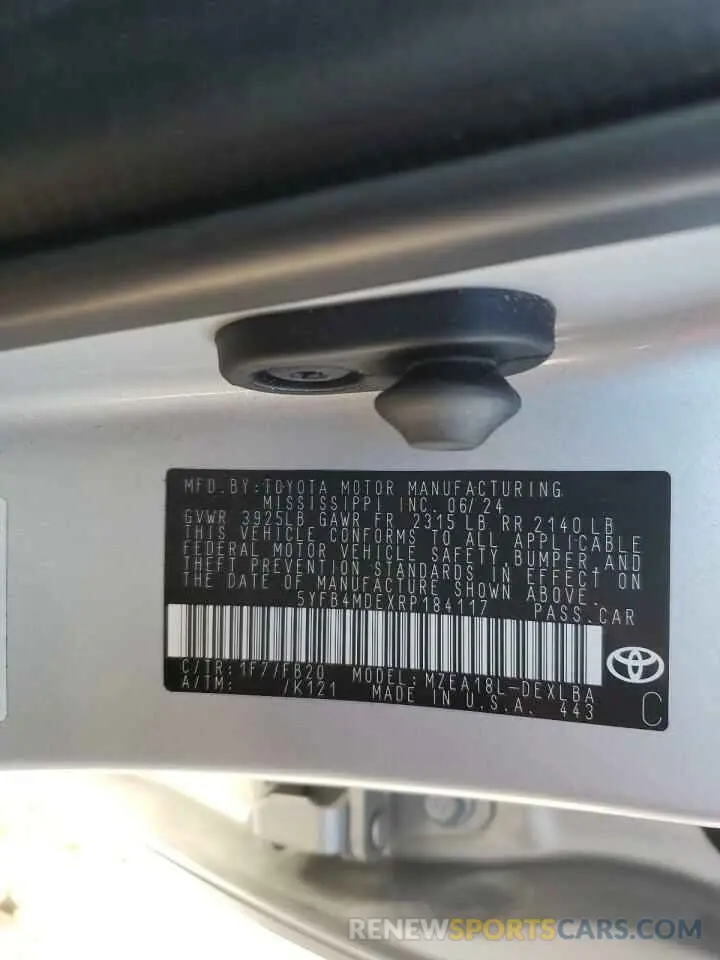 MFD. BY: TOYOTA MOTOR MANUFACTURING
MISSISSIPPI INC. 06/24
GVWR 3925LB GAWR FR 2315 LB RR 2140 LB
THIS VEHICLE CONFORMS TO ALL APPLICABLE
FEDERAL MOTOR VEHICLE SAFETY, BUMPER AND
THEFT PREVENTION STANDARDS IN EFFECT ON
THE DATE OF MANUFACTURE SHOWN ABOVE.
5YFB4MDEXRP184117 PASS. CAR
C/TR: 1F7/FB20 MODEL: MZEA18L-DEXLBA
A/TM: /K121 MADE IN U.S.A. 443
C
RENEWSPORTSCARS.COM